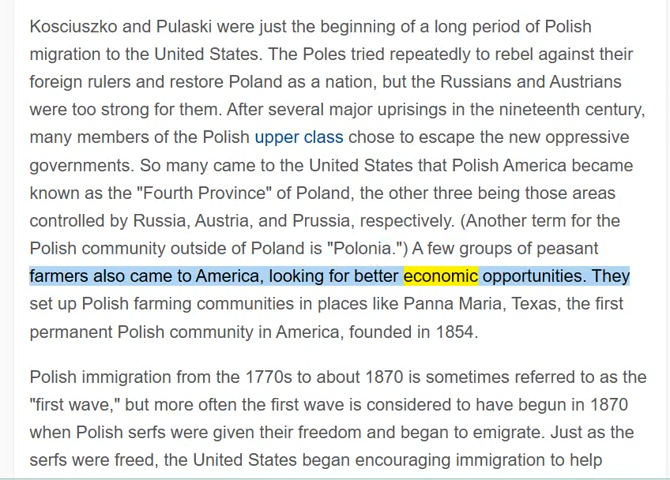 Kosciuszko and Pulaski were just the beginning of a long period of Polish
migration to the United States. The Poles tried repeatedly to rebel against their
foreign rulers and restore Poland as a nation, but the Russians and Austrians
were too strong for them. After several major uprisings in the nineteenth century,
many members of the Polish upper class chose to escape the new oppressive
governments. So many came to the United States that Polish America became
known as the "Fourth Province" of Poland, the other three being those areas
controlled by Russia, Austria, and Prussia, respectively. (Another term for the
Polish community outside of Poland is "Polonia.") A few groups of peasant
farmers also came to America, looking for better economic opportunities. They
set up Polish farming communities in places like Panna Maria, Texas, the first
permanent Polish community in America, founded in 1854.
Polish immigration from the 1770s to about 1870 is sometimes referred to as the
"first wave," but more often the first wave is considered to have begun in 1870
when Polish serfs were given their freedom and began to emigrate. Just as the
serfs were freed, the United States began encouraging immigration to help